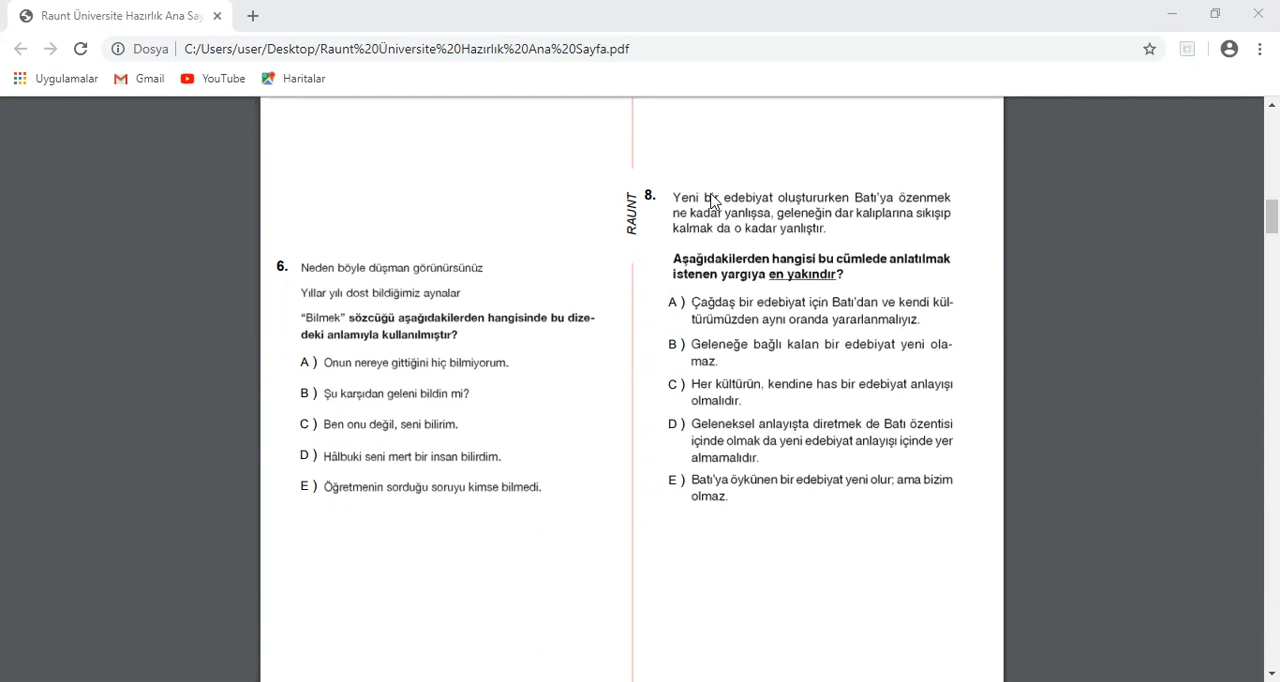 Raunt Üniversite Hazırlık Ana Say
Dosya
C:/Users/user/Desktop/Raunt%20Üniversite%20Hazırlık%20Ana%20Sayfa.pdf
Uygulamalar
Gmail
YouTube
Haritalar
6. Neden böyle düşman görünürsünüz
Yıllar yılı dost bildiğimiz aynalar
“Bilmek” sözcüğü aşağıdakilerden hangisinde bu dize-
deki anlamıyla kullanılmıştır?
A ) Onun nereye gittiğini hiç bilmiyorum.
B ) Şu karşıdan geleni bildin mi?
C ) Ben onu değil, seni bilirim.
D ) Hâlbuki seni mert bir insan bilirdim.
E ) Öğretmenin sorduğu soruyu kimse bilmedi.
RAUNT
8. Yeni bir edebiyat oluştururken Batı’ya özenmek
ne kadar yanlışsa, geleneğin dar kalıplarına sıkışıp
kalmak da o kadar yanlıştır.
Aşağıdakilerden hangisi bu cümlede anlatılmak
istenen yargıya en yakındır?
A ) Çağdaş bir edebiyat için Batı’dan ve kendi kül-
türümüzden aynı oranda yararlanmalıyız.
B ) Geleneğe bağlı kalan bir edebiyat yeni ola-
maz.
C ) Her kültürün, kendine has bir edebiyat anlayışı
olmalıdır.
D ) Geleneksel anlayışta diretmek de Batı özentisi
içinde olmak da yeni edebiyat anlayışı içinde yer
almamalıdır.
E ) Batı’ya öykünen bir edebiyat yeni olur; ama bizim
olmaz.